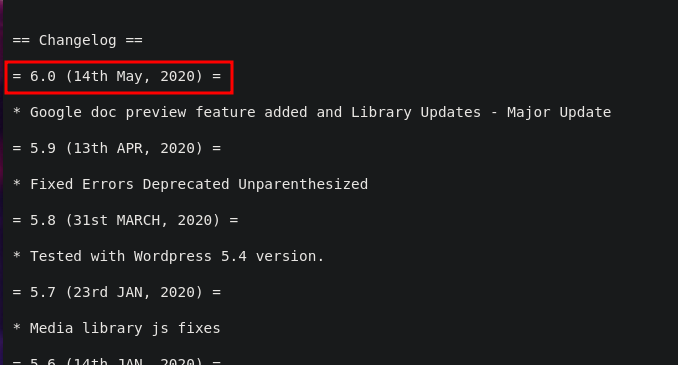 == Changelog ==
= 6.0 (14th May, 2020) =
* Google doc preview feature added and Library Updates - Major Update
= 5.9 (13th APR, 2020) =
* Fixed Errors Deprecated Unparenthesized
= 5.8 (31st MARCH, 2020) =
* Tested with Wordpress 5.4 version.
= 5.7 (23rd JAN, 2020) =
* Media library js fixes
= 5.6 (14th JAN, 2020) =